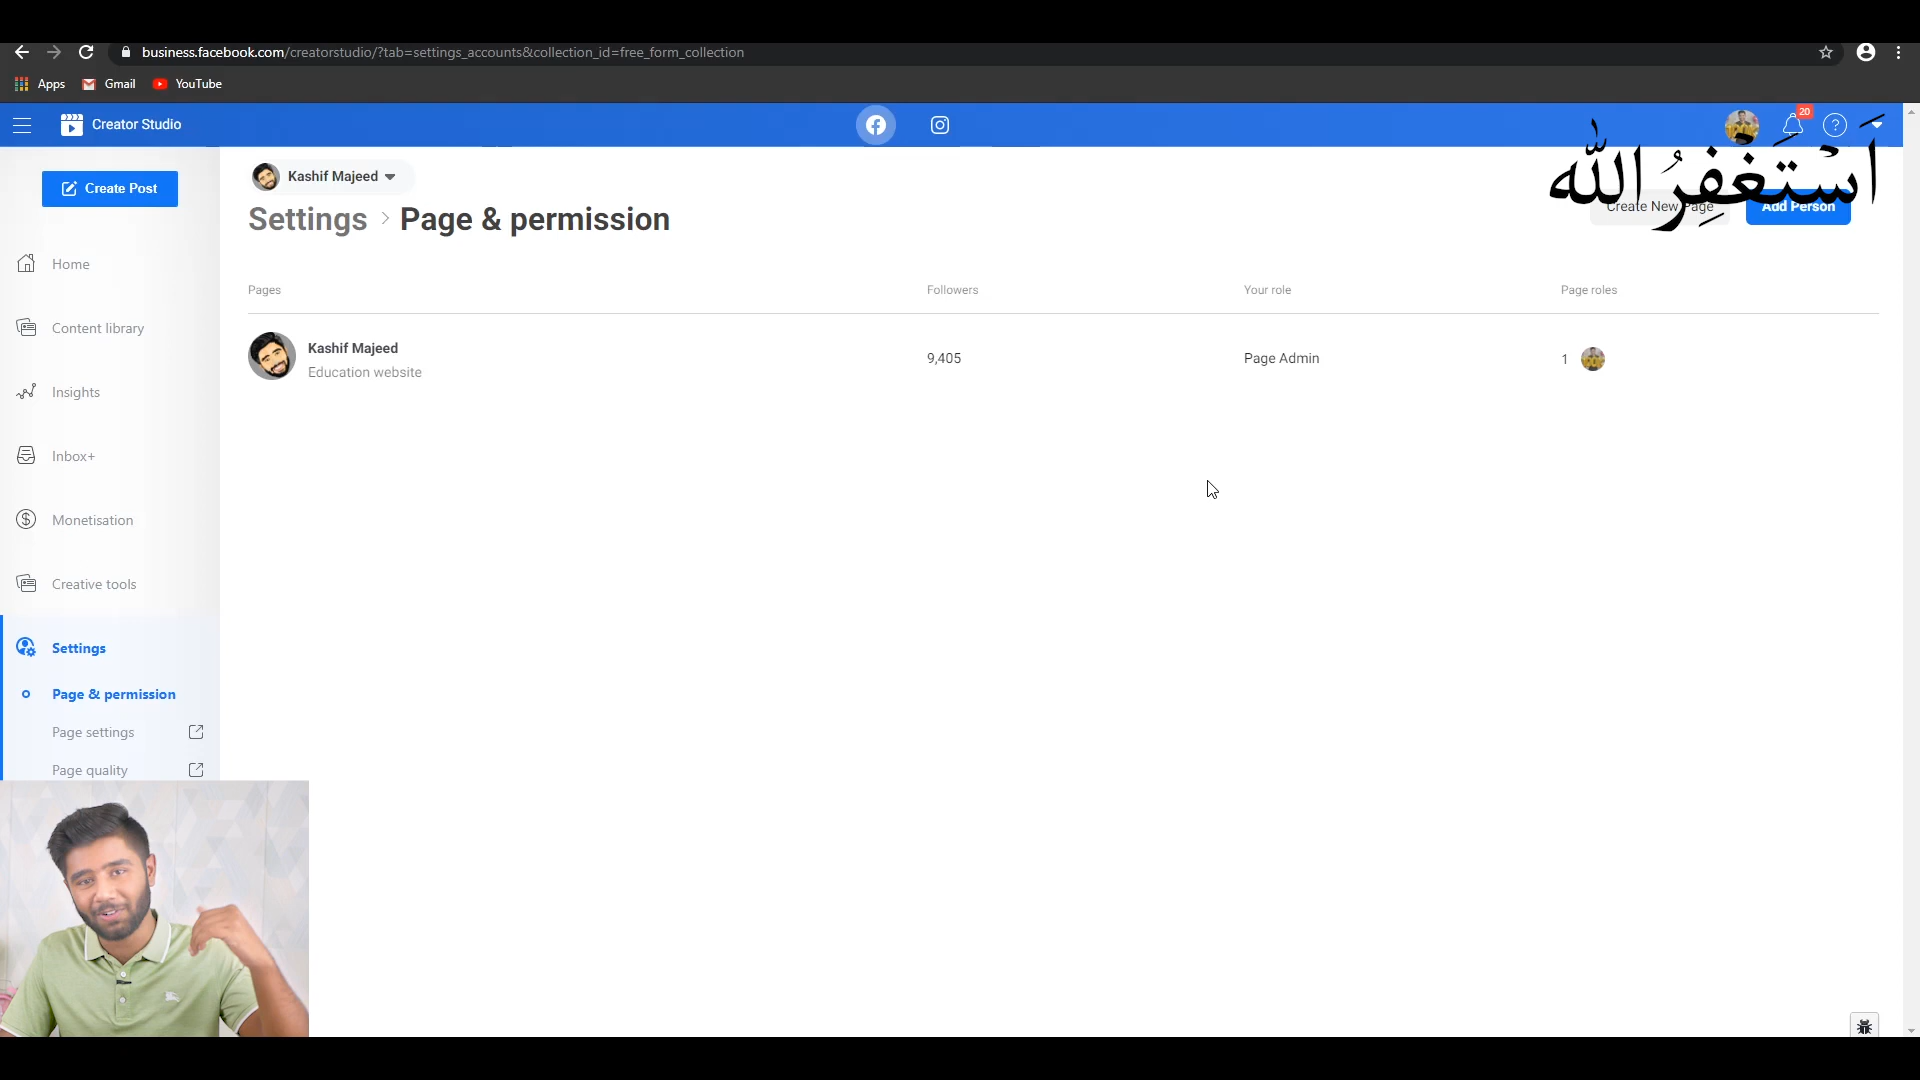 business.facebook.com/creatorstudio/?tab=settings_accounts&collection_id=free_form_collection
Apps
Gmail
YouTube
Creator Studio
20
?
أَسْتَغْفِرُ اللّٰه
Create Post
Kashif Majeed
Settings > Page & permission
Create New Page
Add Person
Home
Content library
Insights
Inbox+
Monetisation
Creative tools
Settings
Page & permission
Page settings
Page quality
Pages
Followers
Your role
Page roles
Kashif Majeed
Education website
9,405
Page Admin
1